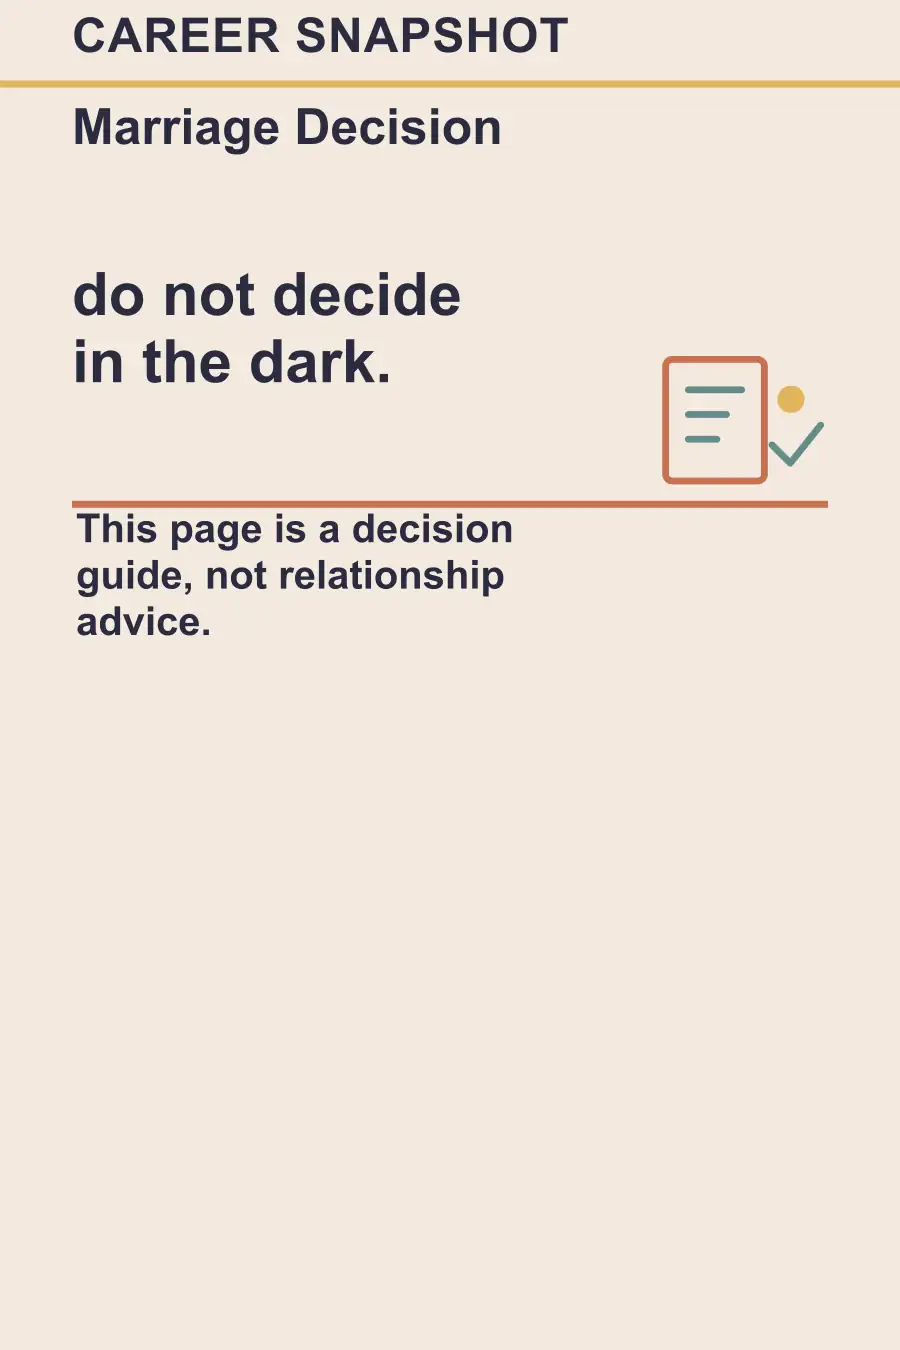 CAREER SNAPSHOT
Marriage Decision
do not decide
in the dark.
This page is a decision
guide, not relationship
advice.